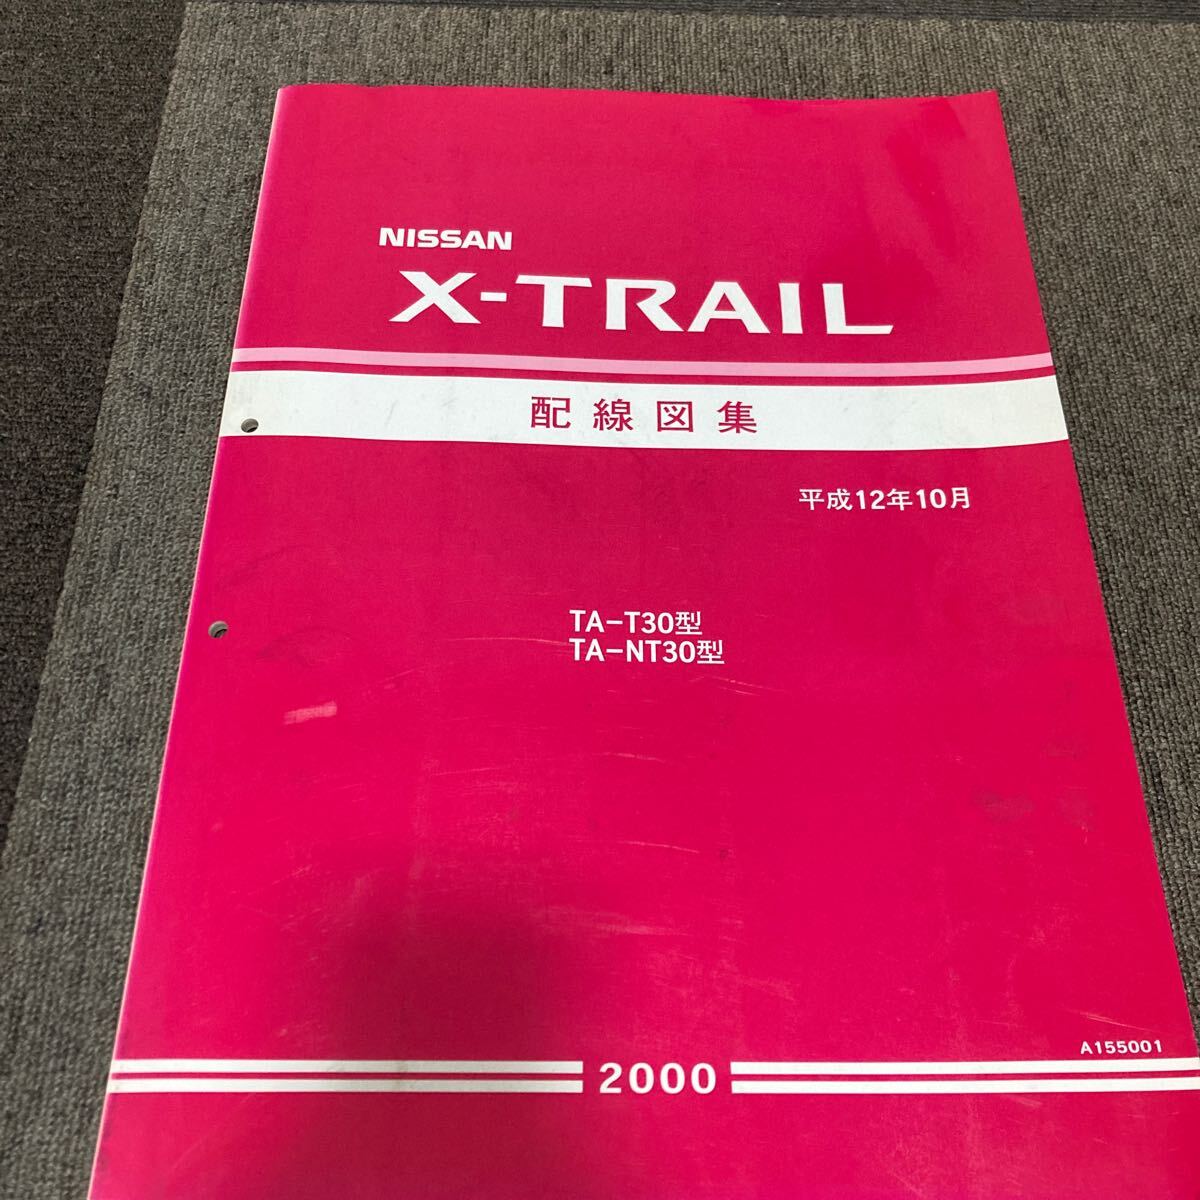 NISSAN
X-TRAIL
配線図集
平成12年10月
TA-T30型
TA-NT30型
A155001
2000